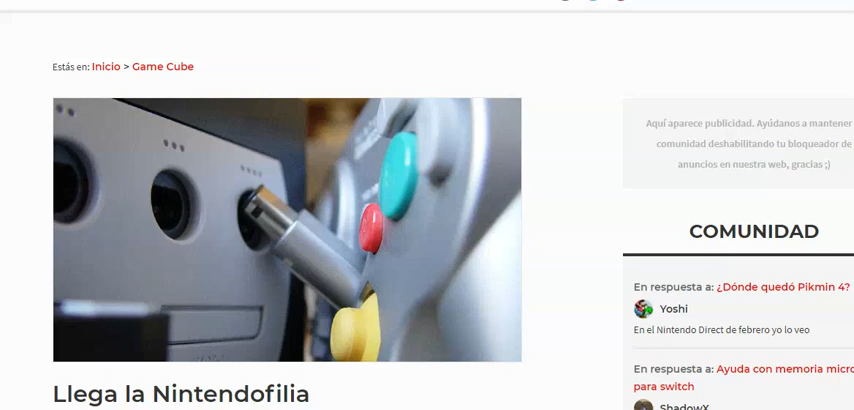 Estás en: Inicio > Game Cube
Aquí aparece publicidad. Ayúdanos a mantener
comunidad deshabilitando tu bloqueador de
anuncios en nuestra web, gracias ;)
COMUNIDAD
En respuesta a: ¿Dónde quedó Pikmin 4?
Yoshi
En el Nintendo Direct de febrero yo lo veo
En respuesta a: Ayuda con memoria micro
para switch
ShadowX
Llega la Nintendofilia